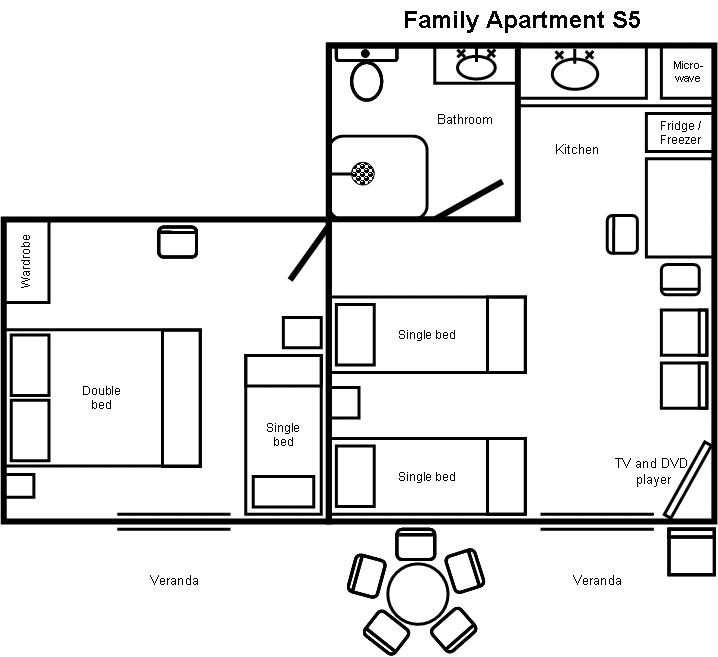 Family Apartment S5
Micro-
wave
Fridge /
Freezer
Bathroom
Kitchen
Wardrobe
Single bed
Double
bed
Single
bed
Single bed
TV and DVD
player
Veranda
Veranda